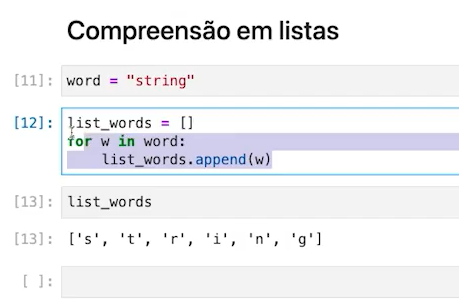 Compreensão em listas
[11]: word = "string"
[12]: list_words = []
for w in word:
    list_words.append(w)
[13]: list_words
[13]: ['s', 't', 'r', 'i', 'n', 'g']
[ ]: